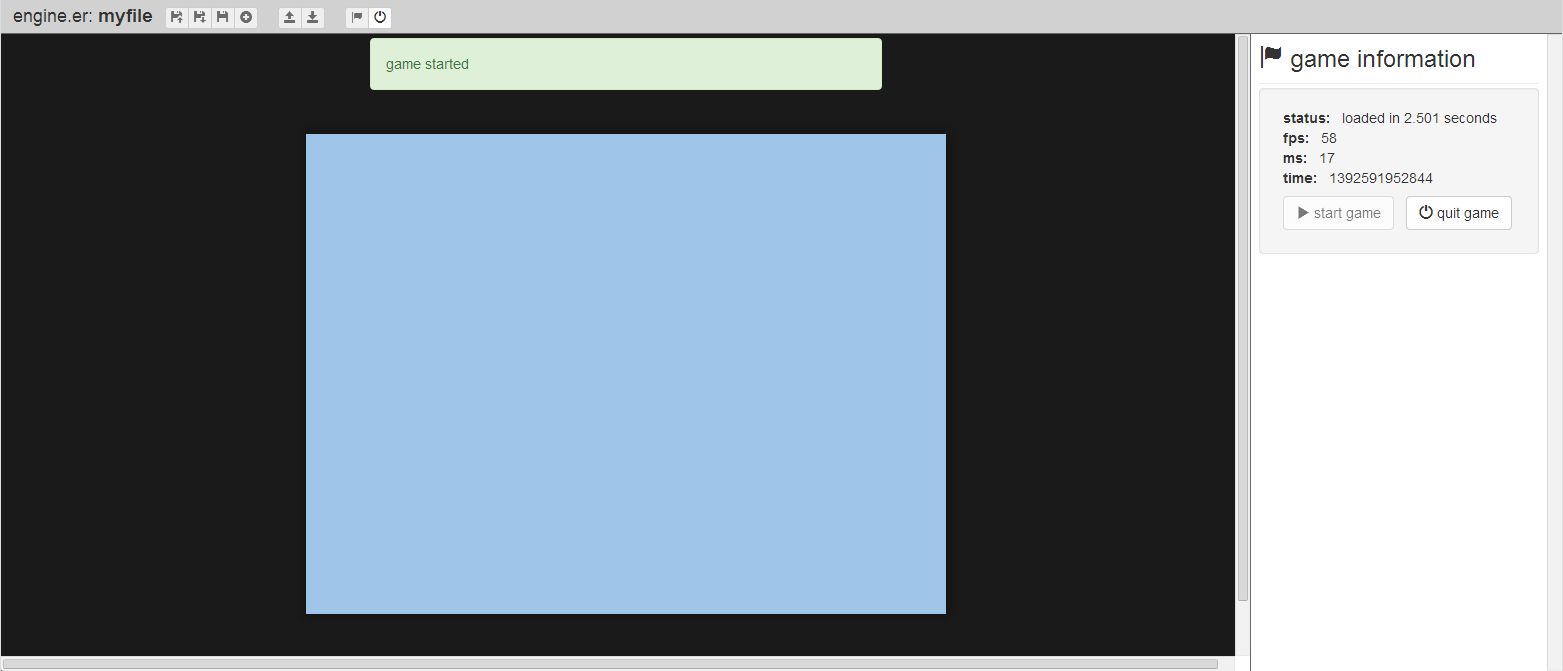 engine.er: myfile
game started
game information
status: loaded in 2.501 seconds
fps: 58
ms: 17
time: 1392591952844
start game
quit game